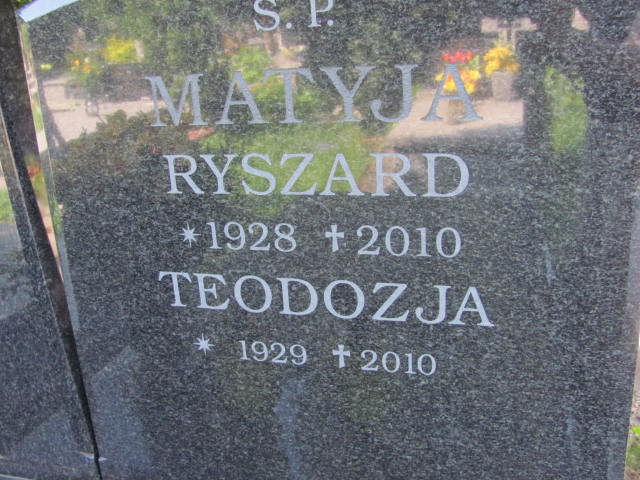 Ś.P.
MATYJA
RYSZARD
* 1928 ✝ 2010
TEODOZJA
* 1929 ✝ 2010